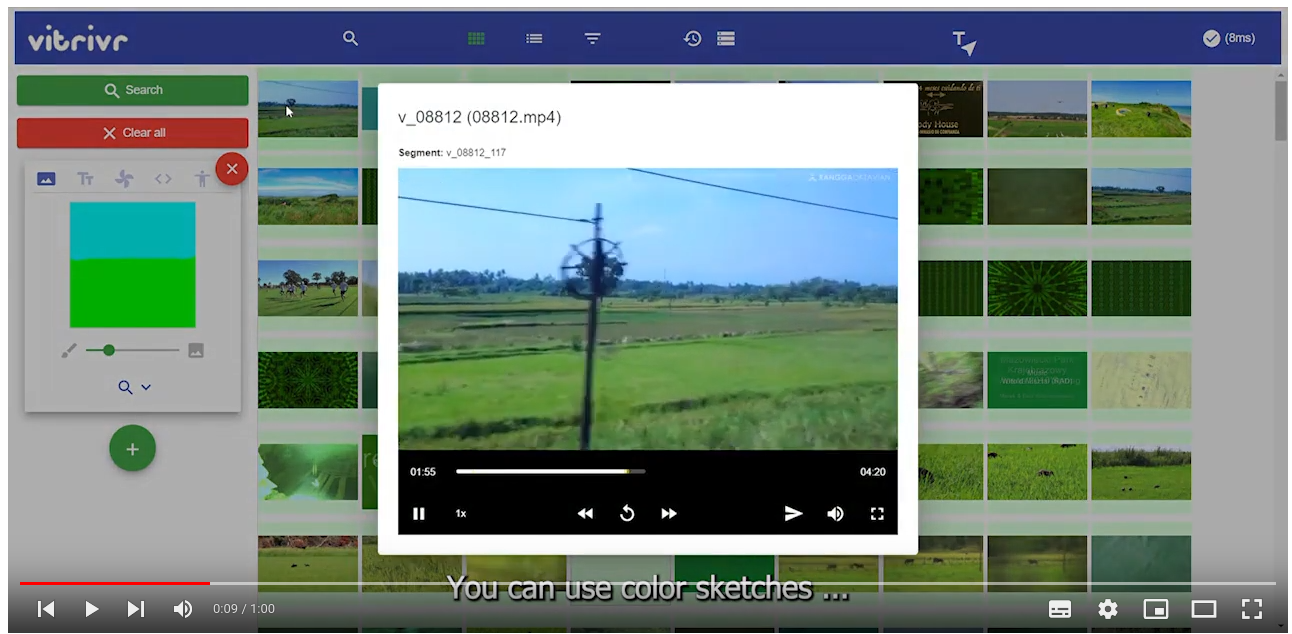 vitrivr
(8ms)
Search
Clear all
v_08812 (08812.mp4)
Segment: v_08812_117
01:55
04:20
1x
You can use color sketches ...
0:09 / 1:00